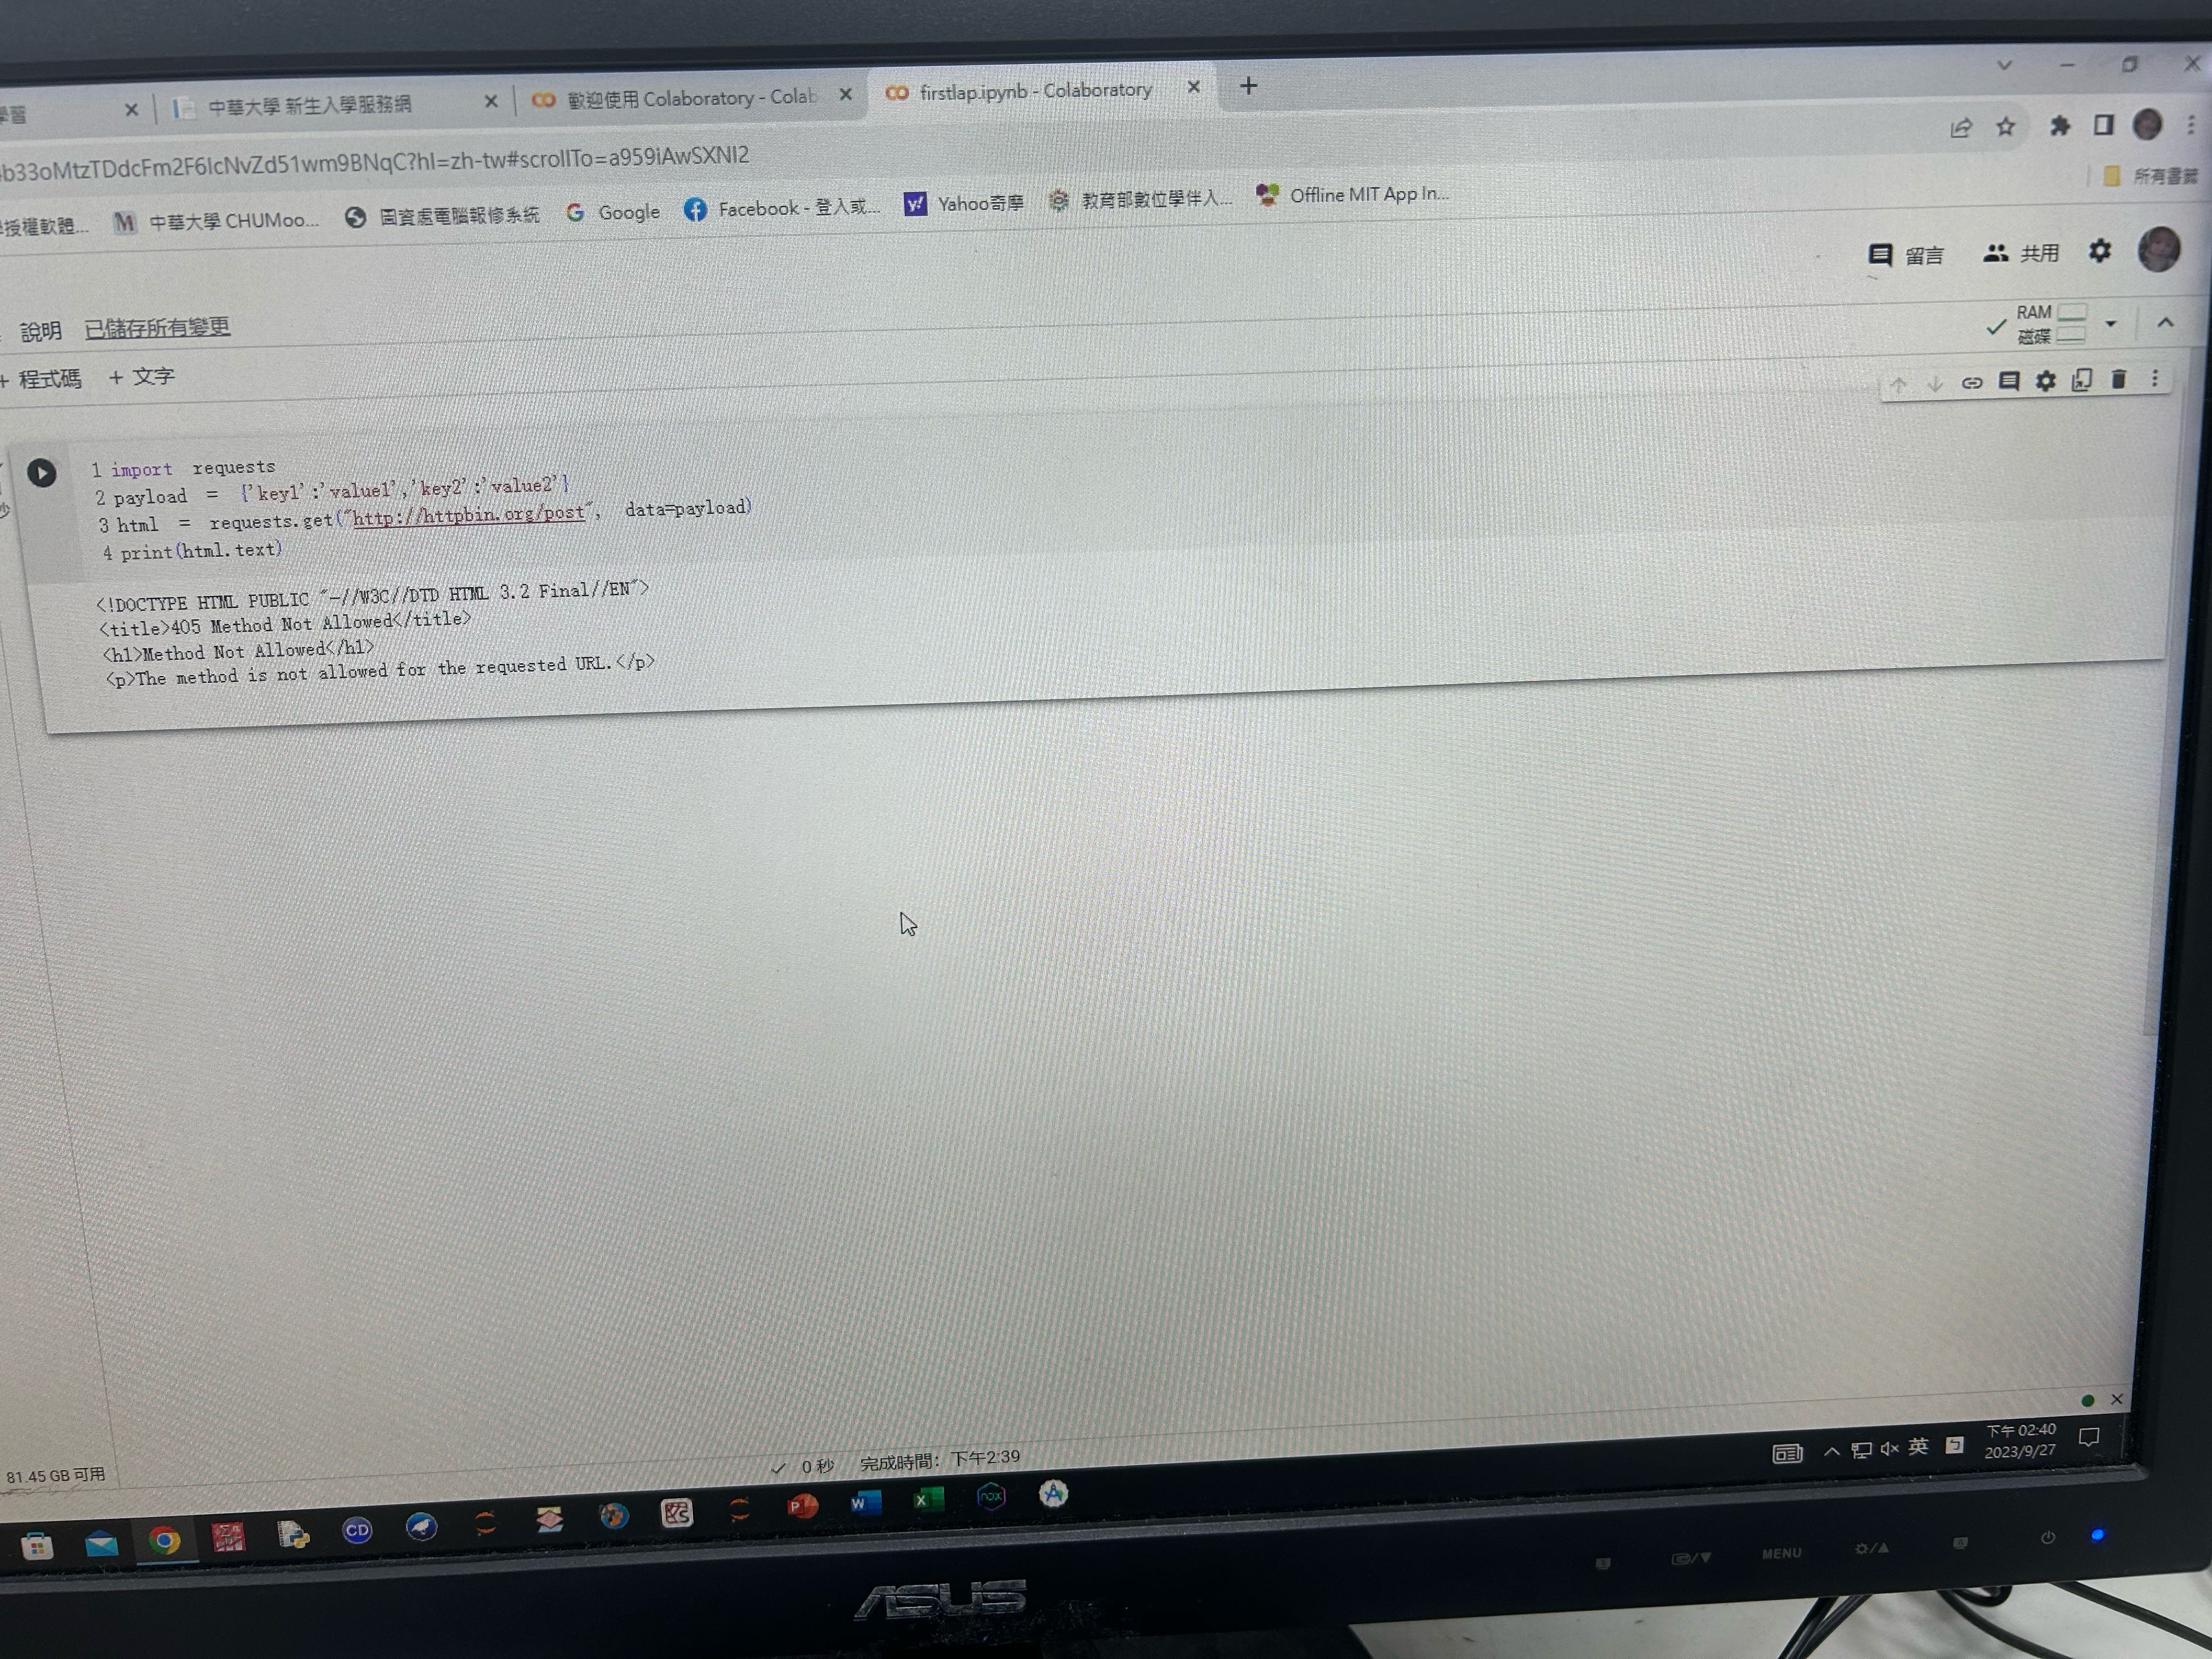 學習
中華大學 新生入學服務網
歡迎使用 Colaboratory - Colab
firstlap.ipynb - Colaboratory
b33oMtzTDdcFm2F6IcNvZd51wm9BNqC?hl=zh-tw#scrollTo=a959iAwSXNI2
授權軟體...
M 中華大學 CHUMoo...
圖資處電腦報修系統
G Google
Facebook - 登入或...
y! Yahoo奇摩
教育部數位學伴入...
Offline MIT App In...
所有書籤
留言
共用
說明 已儲存所有變更
RAM
磁碟
+ 程式碼 + 文字
1 import requests
2 payload = {'key1':'value1','key2':'value2'}
3 html = requests.get("http://httpbin.org/post", data=payload)
4 print(html.text)
秒
<!DOCTYPE HTML PUBLIC "-//W3C//DTD HTML 3.2 Final//EN">
<title>405 Method Not Allowed</title>
<h1>Method Not Allowed</h1>
<p>The method is not allowed for the requested URL.</p>
81.45 GB 可用
✓ 0 秒 完成時間：下午2:39
英
ㄅ
下午 02:40
2023/9/27
CD
P
W
X
nox
MENU
ASUS